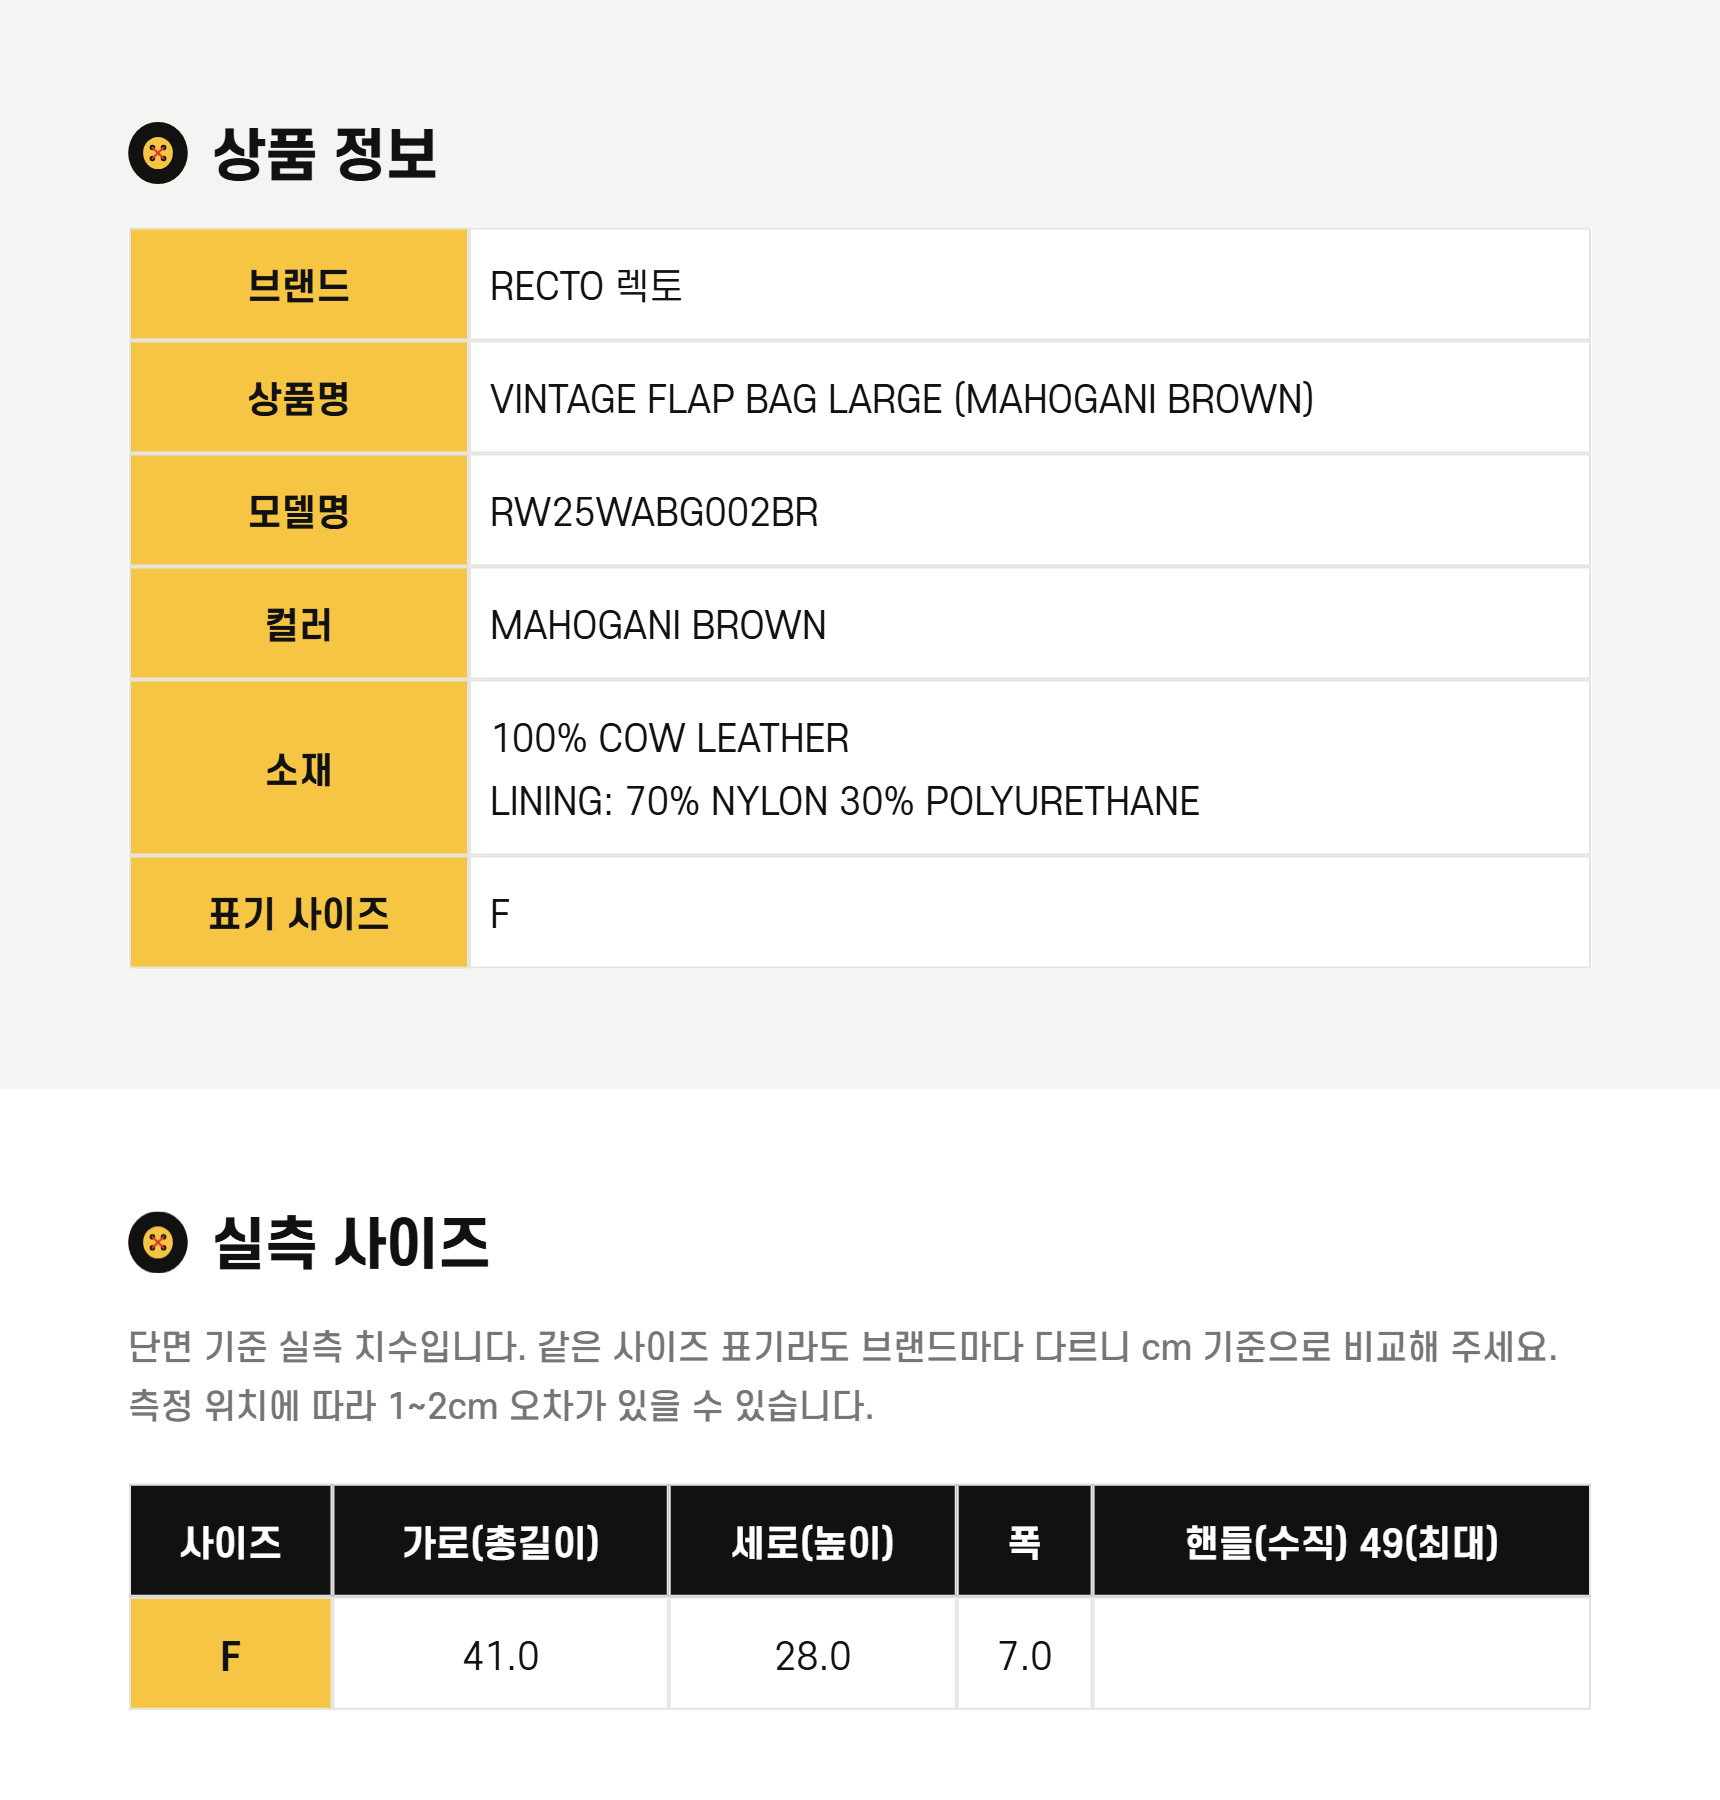 상품 정보
브랜드 RECTO 렉토
상품명 VINTAGE FLAP BAG LARGE (MAHOGANI BROWN)
모델명 RW25WABG002BR
컬러 MAHOGANI BROWN
소재 100% COW LEATHER
LINING: 70% NYLON 30% POLYURETHANE
표기 사이즈 F
실측 사이즈
단면 기준 실측 치수입니다. 같은 사이즈 표기라도 브랜드마다 다르니 cm 기준으로 비교해 주세요.
측정 위치에 따라 1~2cm 오차가 있을 수 있습니다.
사이즈 가로(총길이) 세로(높이) 폭 핸들(수직) 49(최대)
F 41.0 28.0 7.0